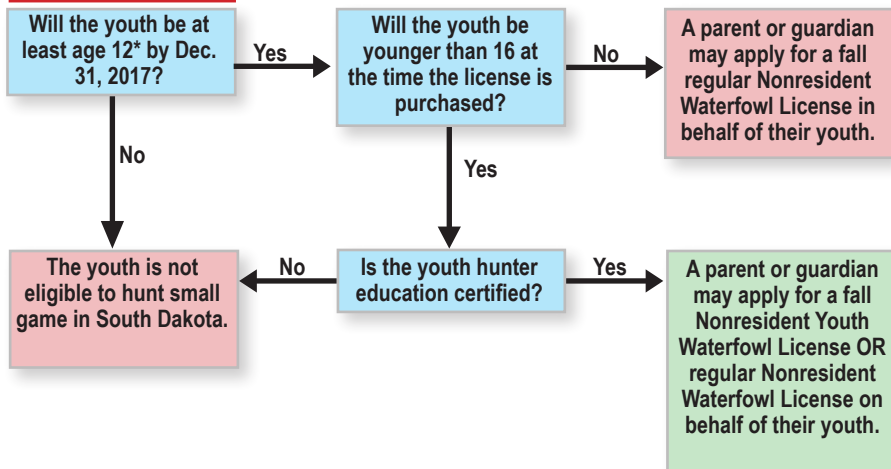 Will the youth be at
least age 12* by Dec.
31, 2017?
Yes
Will the youth be
younger than 16 at
the time the license is
purchased?
No
A parent or guardian
may apply for a fall
regular Nonresident
Waterfowl License in
behalf of their youth.
No
Yes
The youth is not
eligible to hunt small
game in South Dakota.
No
Is the youth hunter
education certified?
Yes
A parent or guardian
may apply for a fall
Nonresident Youth
Waterfowl License OR
regular Nonresident
Waterfowl License on
behalf of their youth.